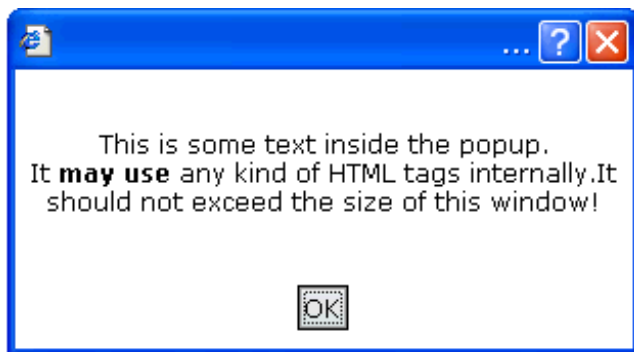 ...
This is some text inside the popup.
It may use any kind of HTML tags internally.It
should not exceed the size of this window!
OK